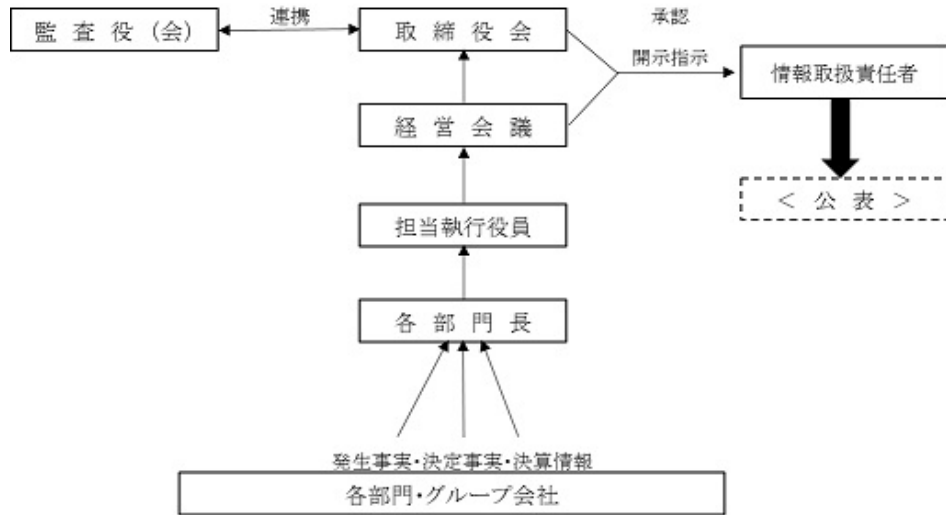 監査役(会)
連携
取締役会
承認
開示指示
情報取扱責任者
経営会議
<公表>
担当執行役員
各部門長
発生事実・決定事実・決算情報
各部門・グループ会社